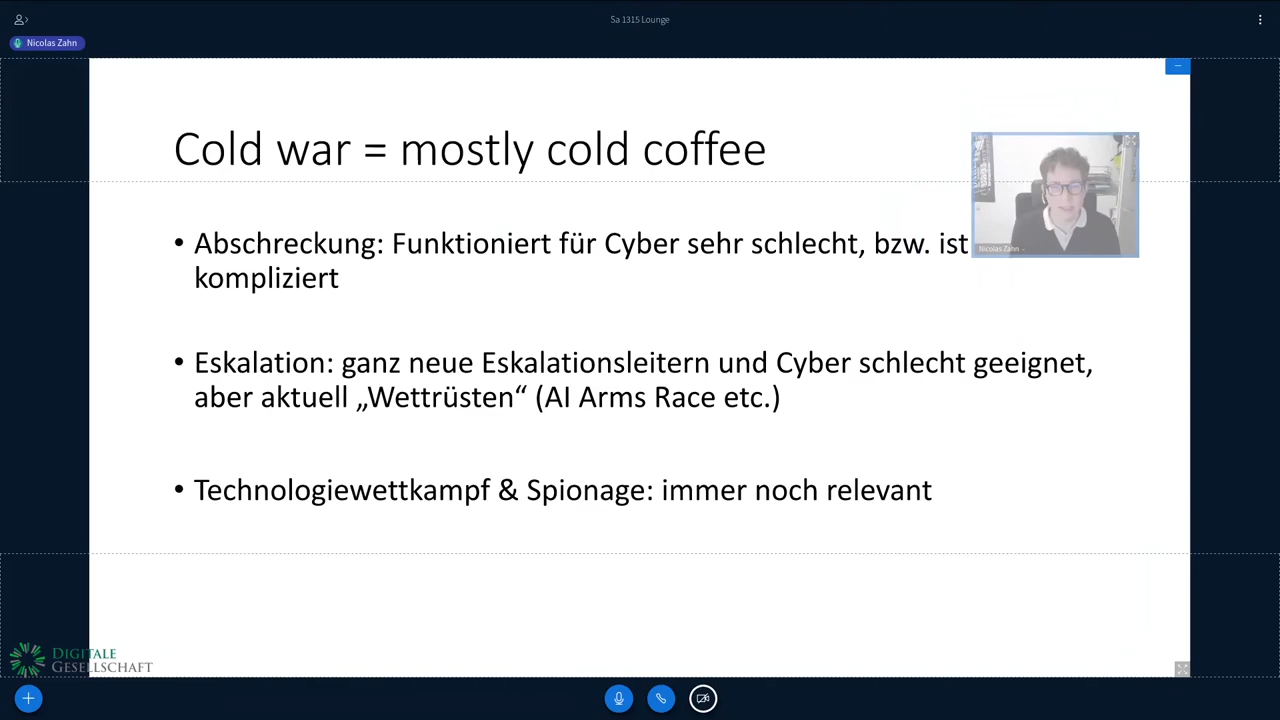 Sa 1315 Lounge
Nicolas Zahn
Cold war = mostly cold coffee
Nicolas Zahn
• Abschreckung: Funktioniert für Cyber sehr schlecht, bzw. ist
kompliziert
• Eskalation: ganz neue Eskalationsleitern und Cyber schlecht geeignet,
aber aktuell „Wettrüsten“ (AI Arms Race etc.)
• Technologiewettkampf & Spionage: immer noch relevant
DIGITALE
GESELLSCHAFT